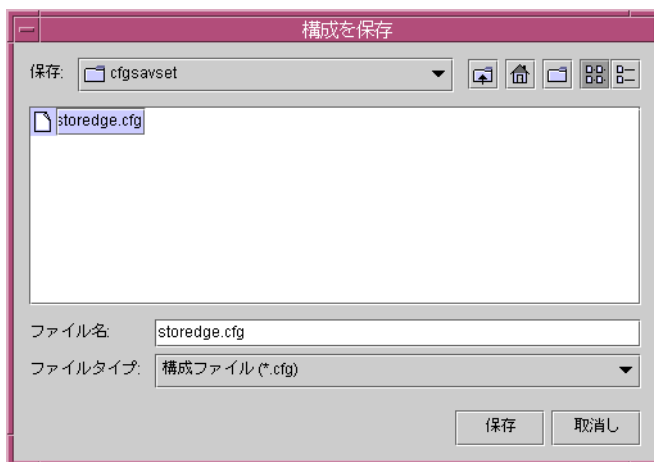 構成を保存
保存: cfgsavset
storedge.cfg
ファイル名: storedge.cfg
ファイルタイプ: 構成ファイル (*.cfg)
保存 取消し